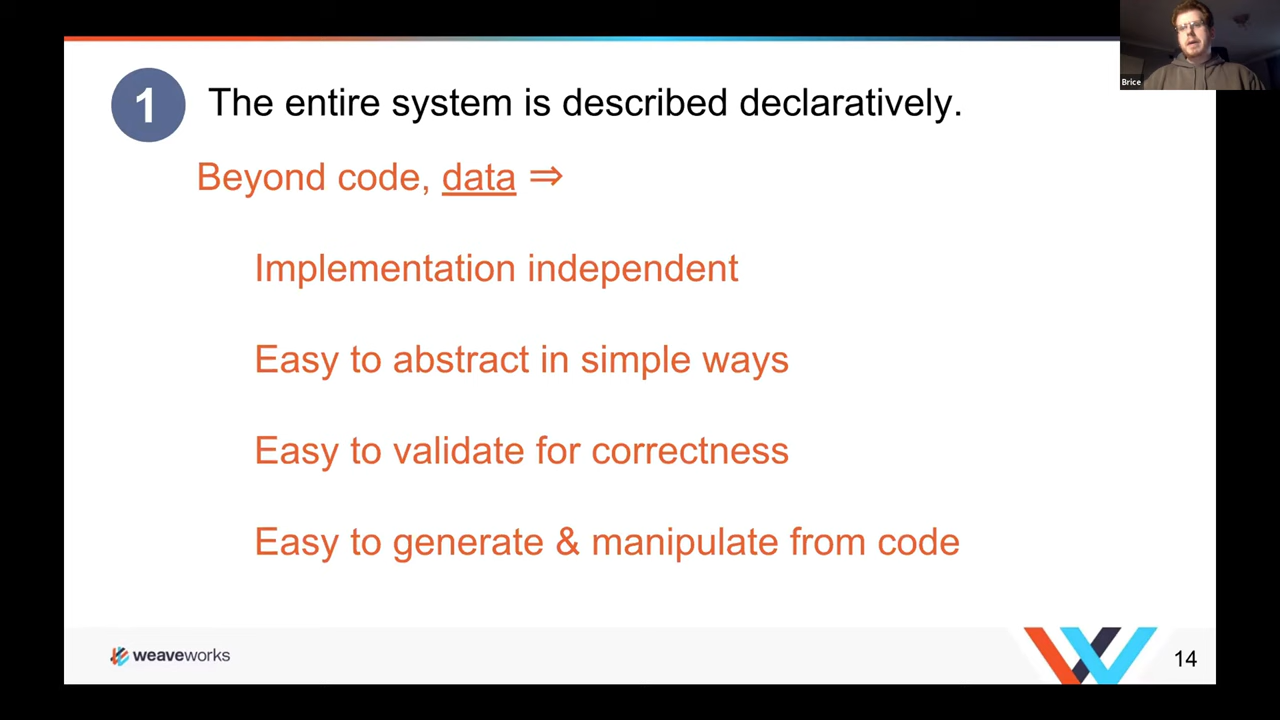 1 The entire system is described declaratively.
Beyond code, data ⇒
Implementation independent
Easy to abstract in simple ways
Easy to validate for correctness
Easy to generate & manipulate from code
weaveworks
14
Brice